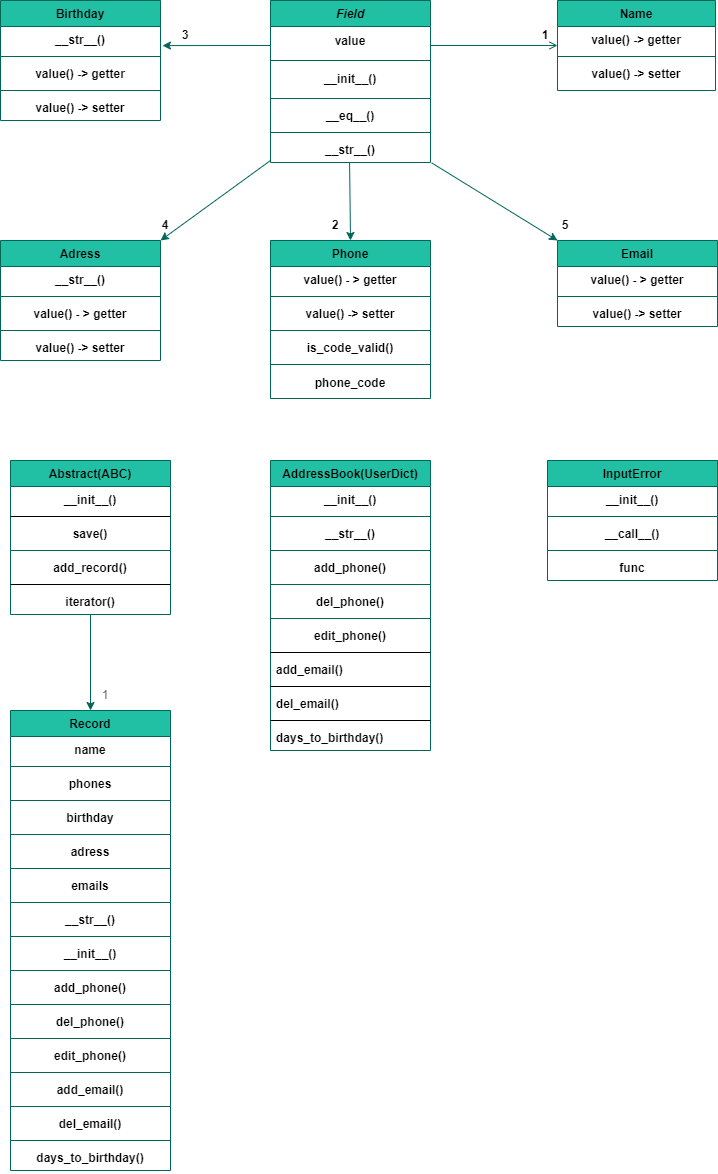 Birthday
__str__()
value() -> getter
value() -> setter
3
Field
value
__init__()
__eq__()
__str__()
1
Name
value() -> getter
value() -> setter
4
2
5
Adress
__str__()
value() - > getter
value() -> setter
Phone
value() - > getter
value() -> setter
is_code_valid()
phone_code
Email
value() -> getter
value() -> setter
Abstract(ABC)
__init__()
save()
add_record()
iterator()
1
Record
name
phones
birthday
adress
emails
__str__()
__init__()
add_phone()
del_phone()
edit_phone()
add_email()
del_email()
days_to_birthday()
AddressBook(UserDict)
__init__()
__str__()
add_phone()
del_phone()
edit_phone()
add_email()
del_email()
days_to_birthday()
InputError
__init__()
__call__()
func